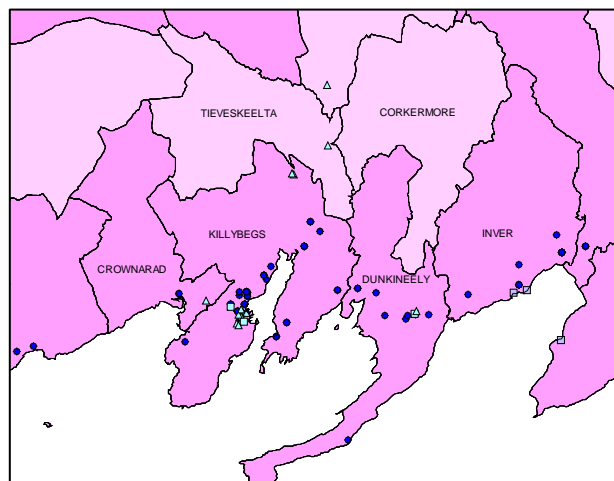 TIEVESKEELTA
CORKERMORE
KILLYBEGS
INVER
CROWNARAD
DUNKINEELY